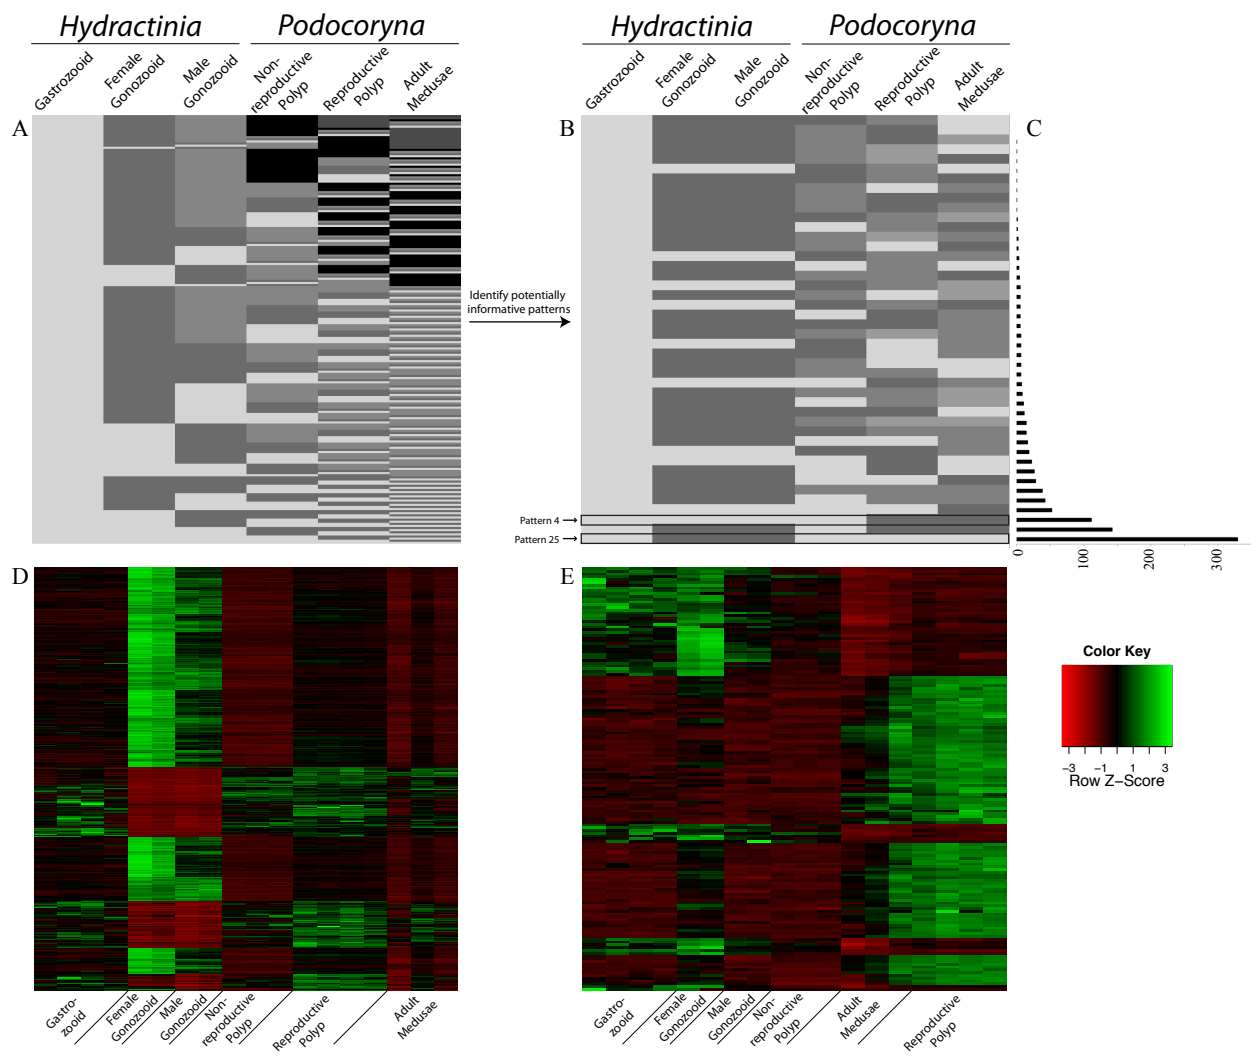 Hydractinia
Podocoryna
Gastrozooid
Female
Gonozooid
Male
Gonozooid
Non-
reproductive
Polyp
Reproductive
Polyp
Adult
Medusae
Hydractinia
Podocoryna
Gastrozooid
Female
Gonozooid
Male
Gonozooid
Non-
reproductive
Polyp
Reproductive
Polyp
Adult
Medusae
A
B
C
Identify potentially
informative patterns
Pattern 4
Pattern 25
0
100
200
300
D
E
Color Key
-3
-1
1
3
Row Z-Score
Gastro-
zooid
Female
Gonozooid
Male
Gonozooid
Non-
reproductive
Polyp
Reproductive
Polyp
Adult
Medusae
Gastro-
zooid
Female
Gonozooid
Male
Gonozooid
Non-
reproductive
Polyp
Adult
Medusae
Reproductive
Polyp